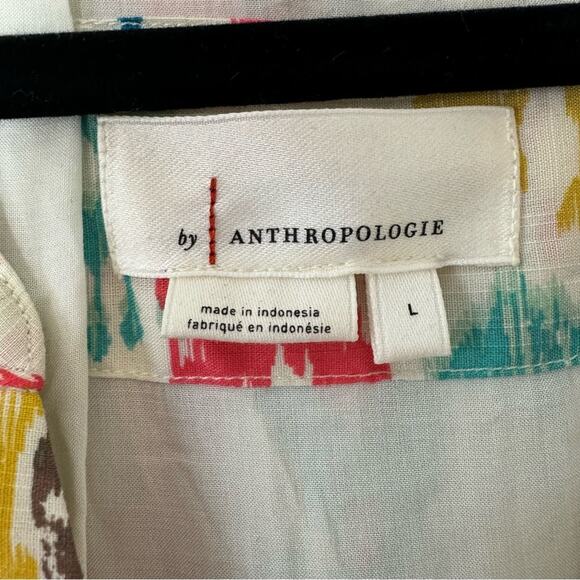 by ANTHROPOLOGIE
made in indonesia
fabriqué en indonésie
L